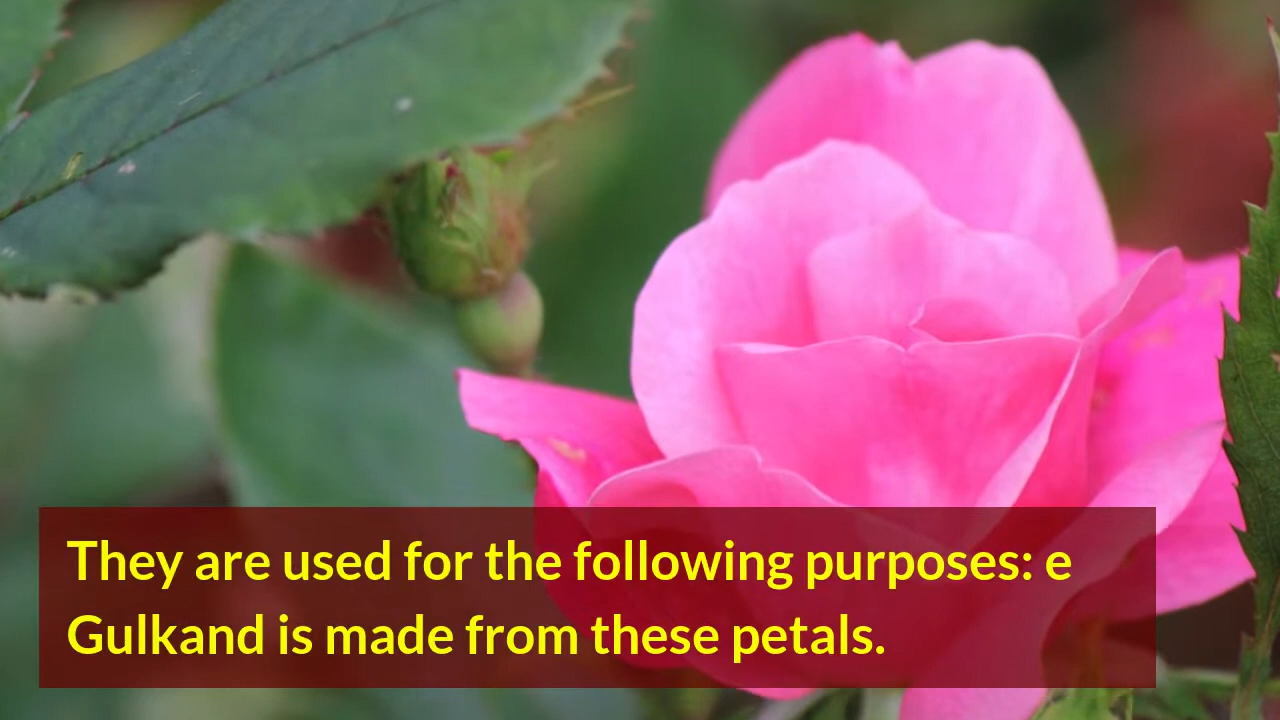 They are used for the following purposes: e
Gulkand is made from these petals.